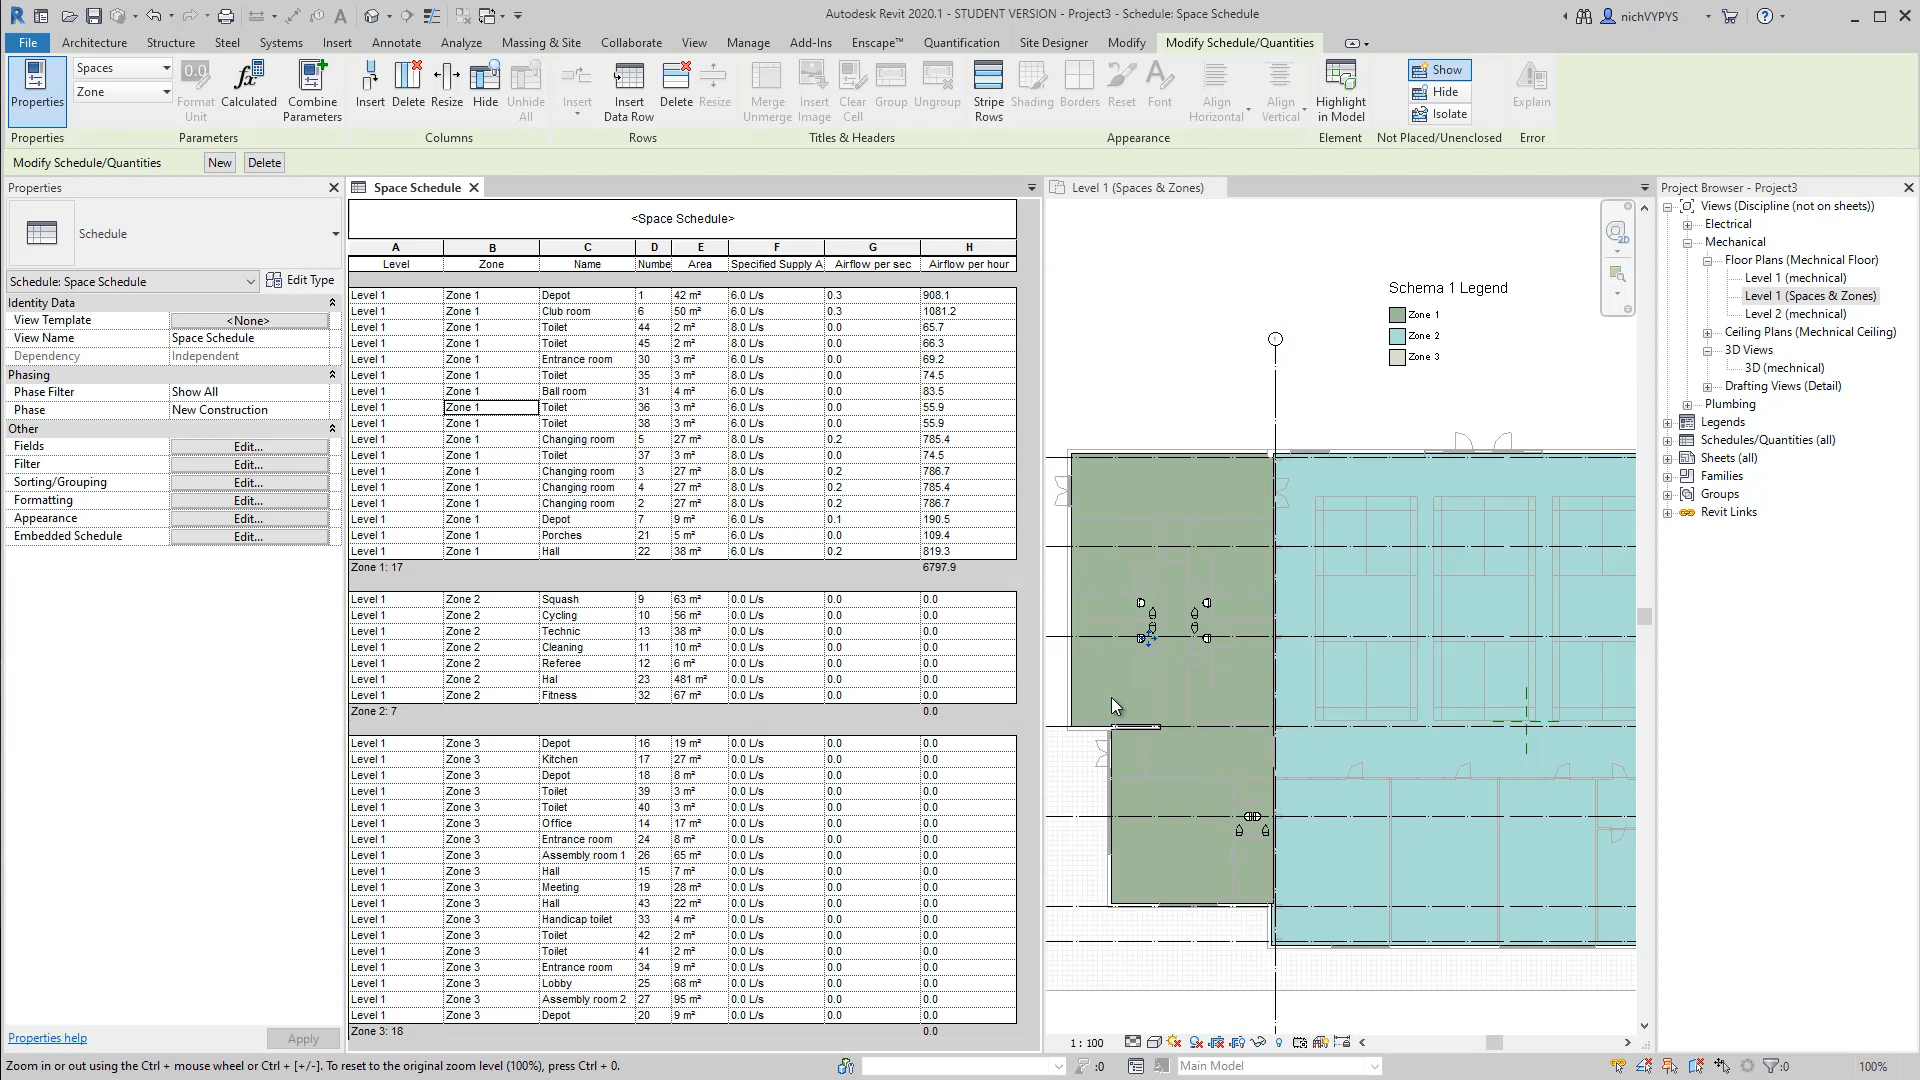 Autodesk Revit 2020.1 - STUDENT VERSION - Project3 - Schedule: Space Schedule
nichVYPYS
File Architecture Structure Steel Systems Insert Annotate Analyze Massing & Site Collaborate View Manage Add-Ins Enscape™ Quantification Site Designer Modify Modify Schedule/Quantities
Spaces
Zone
Properties Format Unit Calculated Combine Parameters Insert Delete Resize Hide Unhide All Insert Insert Data Row Delete Resize Merge Unmerge Insert Image Clear Cell Group Ungroup Stripe Rows Shading Borders Reset Font Align Horizontal Align Vertical Highlight in Model Show Hide Isolate Explain
Properties Parameters Columns Rows Titles & Headers Appearance Element Not Placed/Unenclosed Error
Modify Schedule/Quantities New Delete
Properties
Schedule
Schedule: Space Schedule Edit Type
Identity Data
View Template <None>
View Name Space Schedule
Dependency Independent
Phasing
Phase Filter Show All
Phase New Construction
Other
Fields Edit...
Filter Edit...
Sorting/Grouping Edit...
Formatting Edit...
Appearance Edit...
Embedded Schedule Edit...
Properties help Apply
Space Schedule
<Space Schedule>
A B C D E F G H
Level Zone Name Numbe Area Specified Supply A Airflow per sec Airflow per hour
Level 1 Zone 1 Depot 1 42 m² 6.0 L/s 0.3 908.1
Level 1 Zone 1 Club room 6 50 m² 6.0 L/s 0.3 1081.2
Level 1 Zone 1 Toilet 44 2 m² 8.0 L/s 0.0 65.7
Level 1 Zone 1 Toilet 45 2 m² 8.0 L/s 0.0 66.3
Level 1 Zone 1 Entrance room 30 3 m² 6.0 L/s 0.0 69.2
Level 1 Zone 1 Toilet 35 3 m² 8.0 L/s 0.0 74.5
Level 1 Zone 1 Ball room 31 4 m² 6.0 L/s 0.0 83.5
Level 1 Zone 1 Toilet 36 3 m² 6.0 L/s 0.0 55.9
Level 1 Zone 1 Toilet 38 3 m² 6.0 L/s 0.0 55.9
Level 1 Zone 1 Changing room 5 27 m² 8.0 L/s 0.2 785.4
Level 1 Zone 1 Toilet 37 3 m² 8.0 L/s 0.0 74.5
Level 1 Zone 1 Changing room 3 27 m² 8.0 L/s 0.2 786.7
Level 1 Zone 1 Changing room 4 27 m² 8.0 L/s 0.2 785.4
Level 1 Zone 1 Changing room 2 27 m² 8.0 L/s 0.2 786.7
Level 1 Zone 1 Depot 7 9 m² 6.0 L/s 0.1 190.5
Level 1 Zone 1 Porches 21 5 m² 6.0 L/s 0.0 109.4
Level 1 Zone 1 Hall 22 38 m² 6.0 L/s 0.2 819.3
Zone 1: 17 6797.9
Level 1 Zone 2 Squash 9 63 m² 0.0 L/s 0.0 0.0
Level 1 Zone 2 Cycling 10 56 m² 0.0 L/s 0.0 0.0
Level 1 Zone 2 Technic 13 38 m² 0.0 L/s 0.0 0.0
Level 1 Zone 2 Cleaning 11 10 m² 0.0 L/s 0.0 0.0
Level 1 Zone 2 Referee 12 6 m² 0.0 L/s 0.0 0.0
Level 1 Zone 2 Hal 23 481 m² 0.0 L/s 0.0 0.0
Level 1 Zone 2 Fitness 32 67 m² 0.0 L/s 0.0 0.0
Zone 2: 7 0.0
Level 1 Zone 3 Depot 16 19 m² 0.0 L/s 0.0 0.0
Level 1 Zone 3 Kitchen 17 27 m² 0.0 L/s 0.0 0.0
Level 1 Zone 3 Depot 18 8 m² 0.0 L/s 0.0 0.0
Level 1 Zone 3 Toilet 39 3 m² 0.0 L/s 0.0 0.0
Level 1 Zone 3 Toilet 40 3 m² 0.0 L/s 0.0 0.0
Level 1 Zone 3 Office 14 17 m² 0.0 L/s 0.0 0.0
Level 1 Zone 3 Entrance room 24 8 m² 0.0 L/s 0.0 0.0
Level 1 Zone 3 Assembly room 1 26 65 m² 0.0 L/s 0.0 0.0
Level 1 Zone 3 Hall 15 7 m² 0.0 L/s 0.0 0.0
Level 1 Zone 3 Meeting 19 28 m² 0.0 L/s 0.0 0.0
Level 1 Zone 3 Hall 43 22 m² 0.0 L/s 0.0 0.0
Level 1 Zone 3 Handicap toilet 33 4 m² 0.0 L/s 0.0 0.0
Level 1 Zone 3 Toilet 42 2 m² 0.0 L/s 0.0 0.0
Level 1 Zone 3 Toilet 41 2 m² 0.0 L/s 0.0 0.0
Level 1 Zone 3 Entrance room 34 9 m² 0.0 L/s 0.0 0.0
Level 1 Zone 3 Lobby 25 68 m² 0.0 L/s 0.0 0.0
Level 1 Zone 3 Assembly room 2 27 95 m² 0.0 L/s 0.0 0.0
Level 1 Zone 3 Depot 20 9 m² 0.0 L/s 0.0 0.0
Zone 3: 18 0.0
Level 1 (Spaces & Zones)
2D
Schema 1 Legend
Zone 1
Zone 2
Zone 3
1 : 100
Project Browser - Project3
Views (Discipline (not on sheets))
Electrical
Mechanical
Floor Plans (Mechnical Floor)
Level 1 (mechnical)
Level 1 (Spaces & Zones)
Level 2 (mechnical)
Ceiling Plans (Mechnical Ceiling)
3D Views
3D (mechnical)
Drafting Views (Detail)
Plumbing
Legends
Schedules/Quantities (all)
Sheets (all)
Families
Groups
Revit Links
Zoom in or out using the Ctrl + mouse wheel or Ctrl + [+/-]. To reset to the original zoom level (100%), press Ctrl + 0. :0 Main Model :0 100%